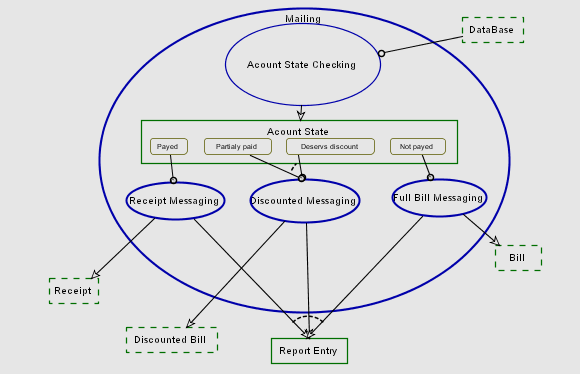 Mailing
DataBase
Acount State Checking
Acount State
Payed
Partialy paid
Deservs discount
Not payed
Receipt Messaging
Discounted Messaging
Full Bill Messaging
Bill
Receipt
Discounted Bill
Report Entry